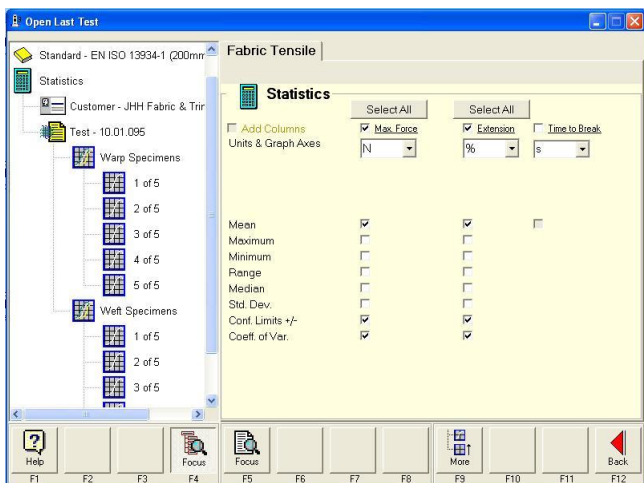 Open Last Test
Standard - EN ISO 13934-1 (200mm
Statistics
Customer - JHH Fabric & Trir
Test - 10.01.095
Warp Specimens
1 of 5
2 of 5
3 of 5
4 of 5
5 of 5
Weft Specimens
1 of 5
2 of 5
3 of 5
Fabric Tensile
Statistics
Select All Select All
Add Columns Max. Force Extension Time to Break
Units & Graph Axes N % s
Mean
Maximum
Minimum
Range
Median
Std. Dev.
Conf. Limits +/-
Coeff. of Var.
Help Focus Focus More Back
F1 F2 F3 F4 F5 F6 F7 F8 F9 F10 F11 F12